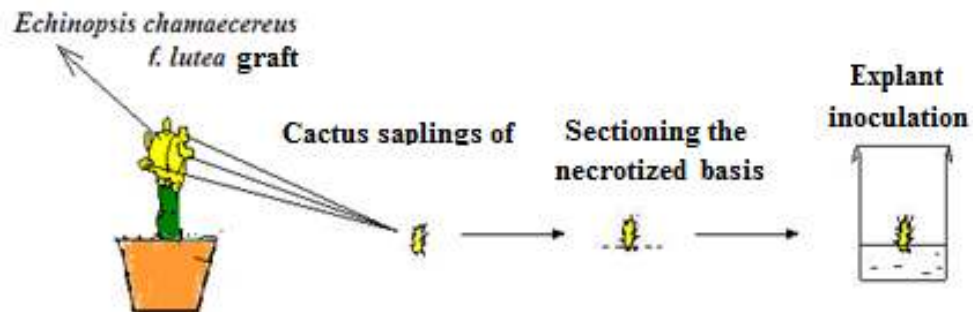 Echinopsis chamaecereus
f. lutea graft
Cactus saplings of
Sectioning the
necrotized basis
Explant
inoculation